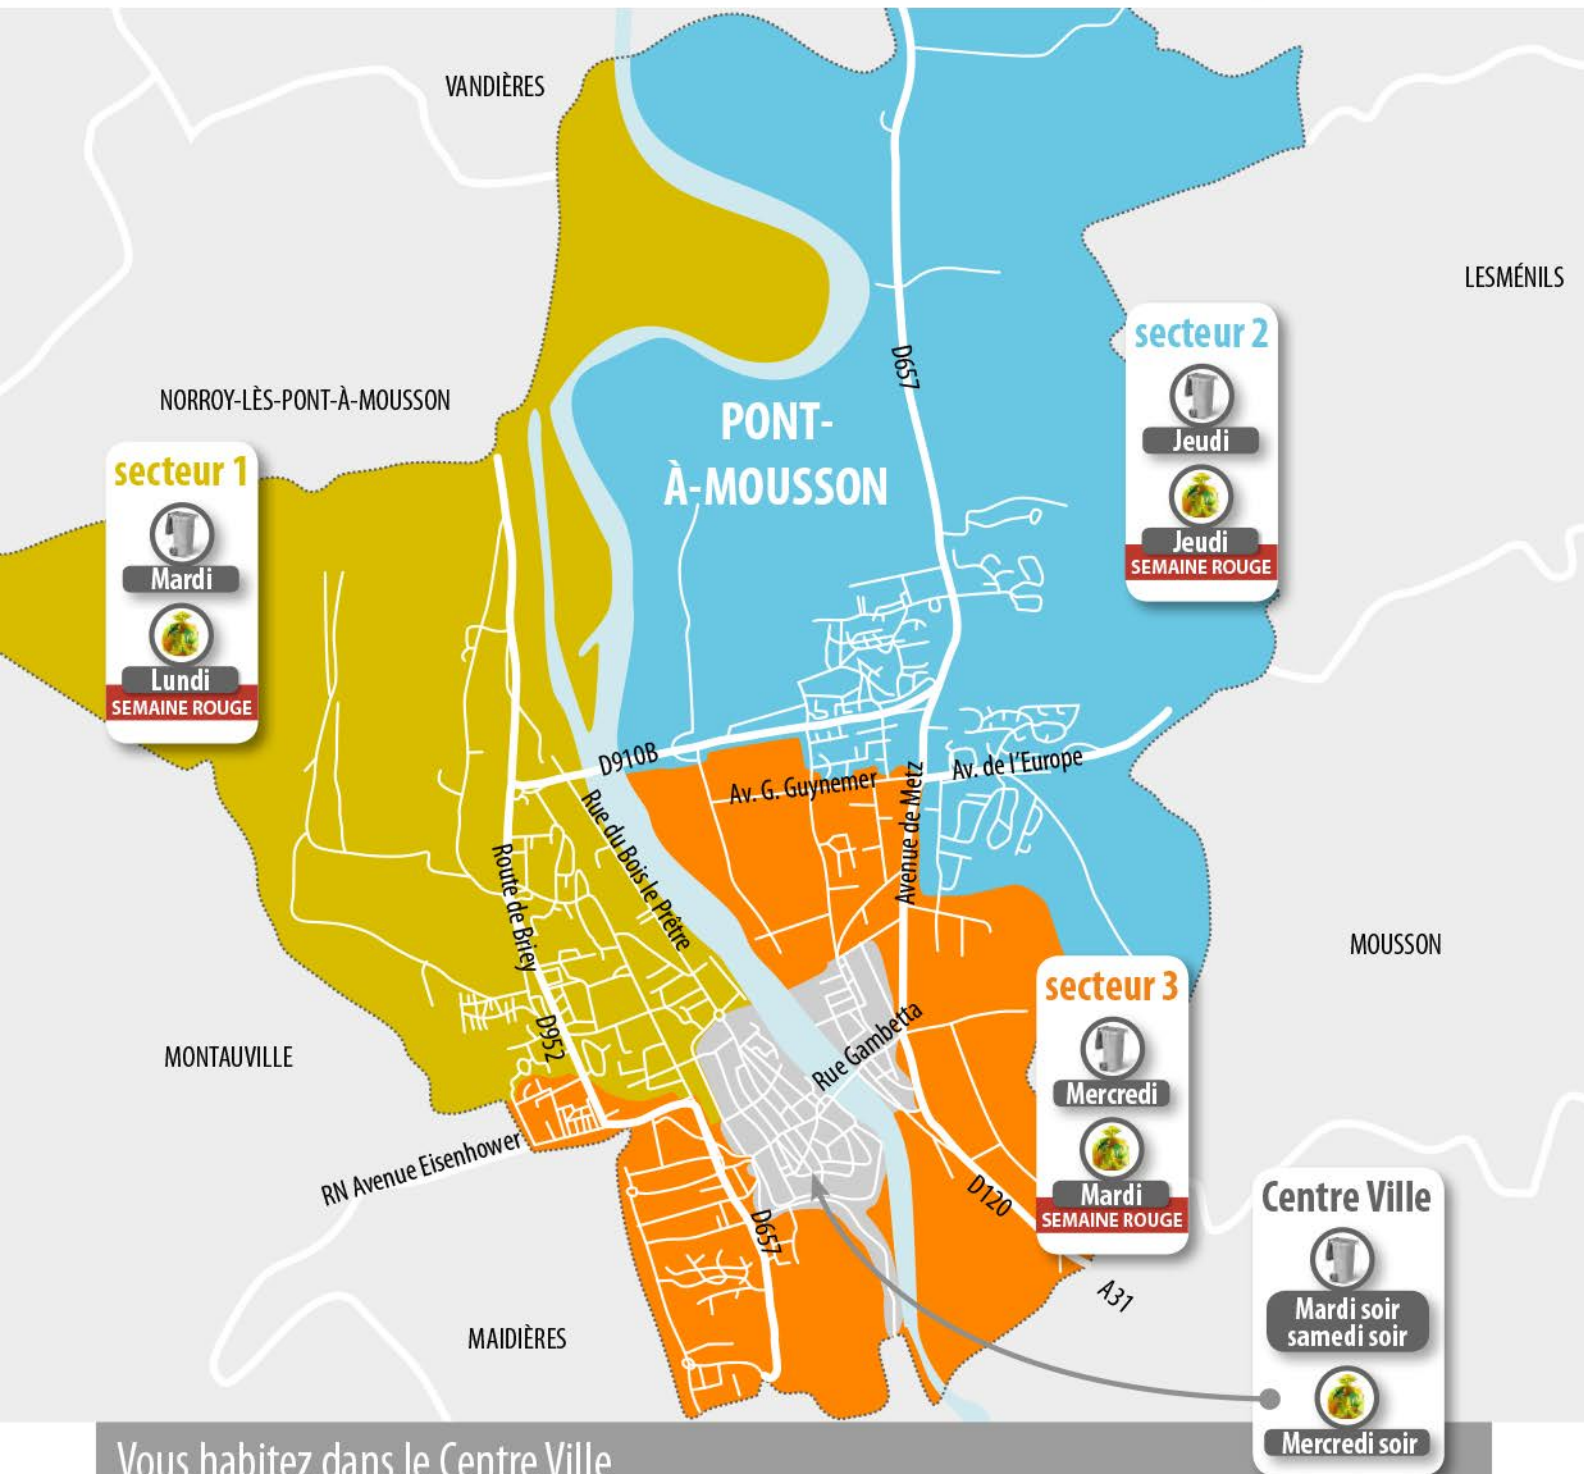 VANDIÈRES
LESMÉNILS
secteur 2
Jeudi
Jeudi
SEMAINE ROUGE
D657
NORROY-LÈS-PONT-À-MOUSSON
PONT-
À-MOUSSON
secteur 1
Mardi
Lundi
SEMAINE ROUGE
D910B
Av. G. Guynemer
Av. de l'Europe
Avenue de Metz
Rue du Bois le Prêtre
Route de Briey
MOUSSON
secteur 3
Mercredi
Mardi
SEMAINE ROUGE
D952
Rue Gambetta
MONTAUVILLE
RN Avenue Eisenhower
D657
D120
A31
MAIDIÈRES
Centre Ville
Mardi soir
samedi soir
Mercredi soir
Vous habitez dans le Centre Ville